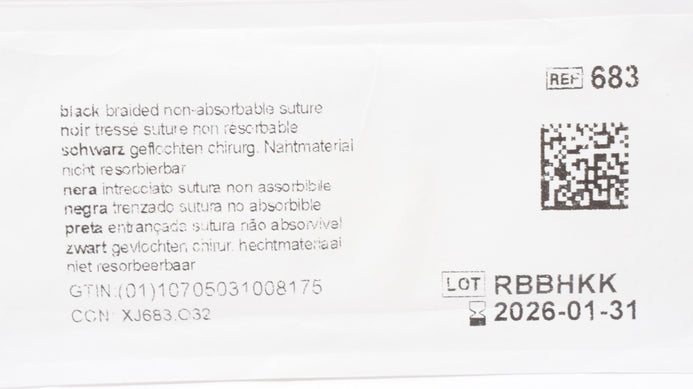 REF 683
black braided non-absorbable suture
noir tresse suture non resorbable
schwarz geflochten chirurg. Nahtmaterial
nicht resorbierbar
nera intrecciato sutura non assorbibile
negra trenzado sutura no absorbible
preta entrançada sutura não absorvível
zwart gevlochten chirur. hechtmateriaal
niet resorbeerbaar
GTIN:(01)10705031008175
CCN: XJ683.O32
LOT RBBHKK
2026-01-31